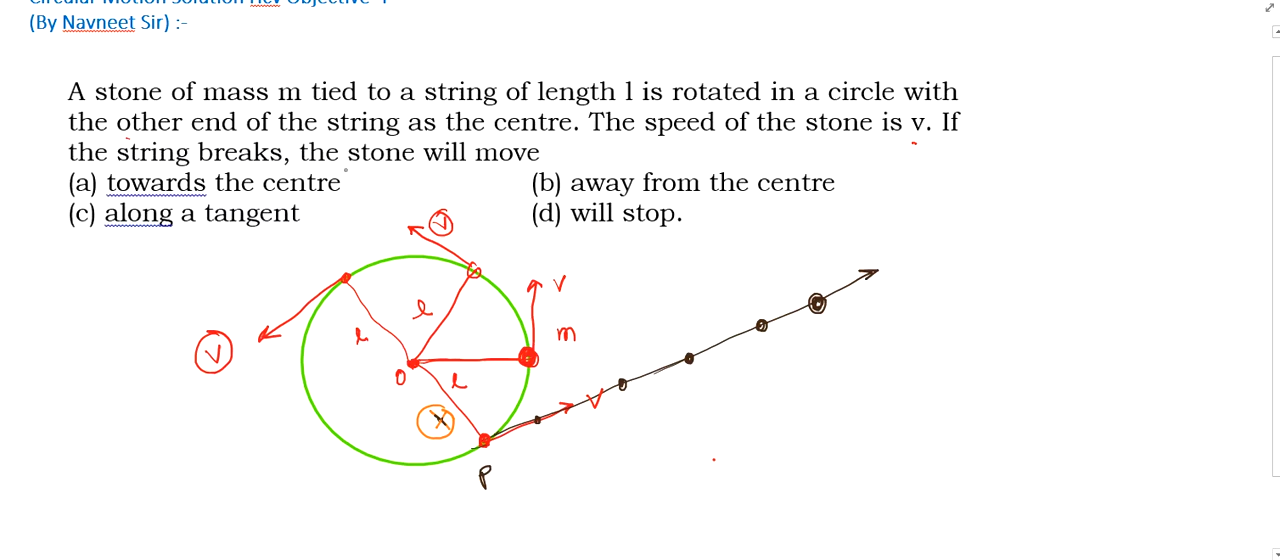 (By Navneet Sir) :-
A stone of mass m tied to a string of length l is rotated in a circle with
the other end of the string as the centre. The speed of the stone is v. If
the string breaks, the stone will move
(a) towards the centre
(b) away from the centre
(c) along a tangent
(d) will stop.
V
V
l
m
l
V
O
l
V
X
P